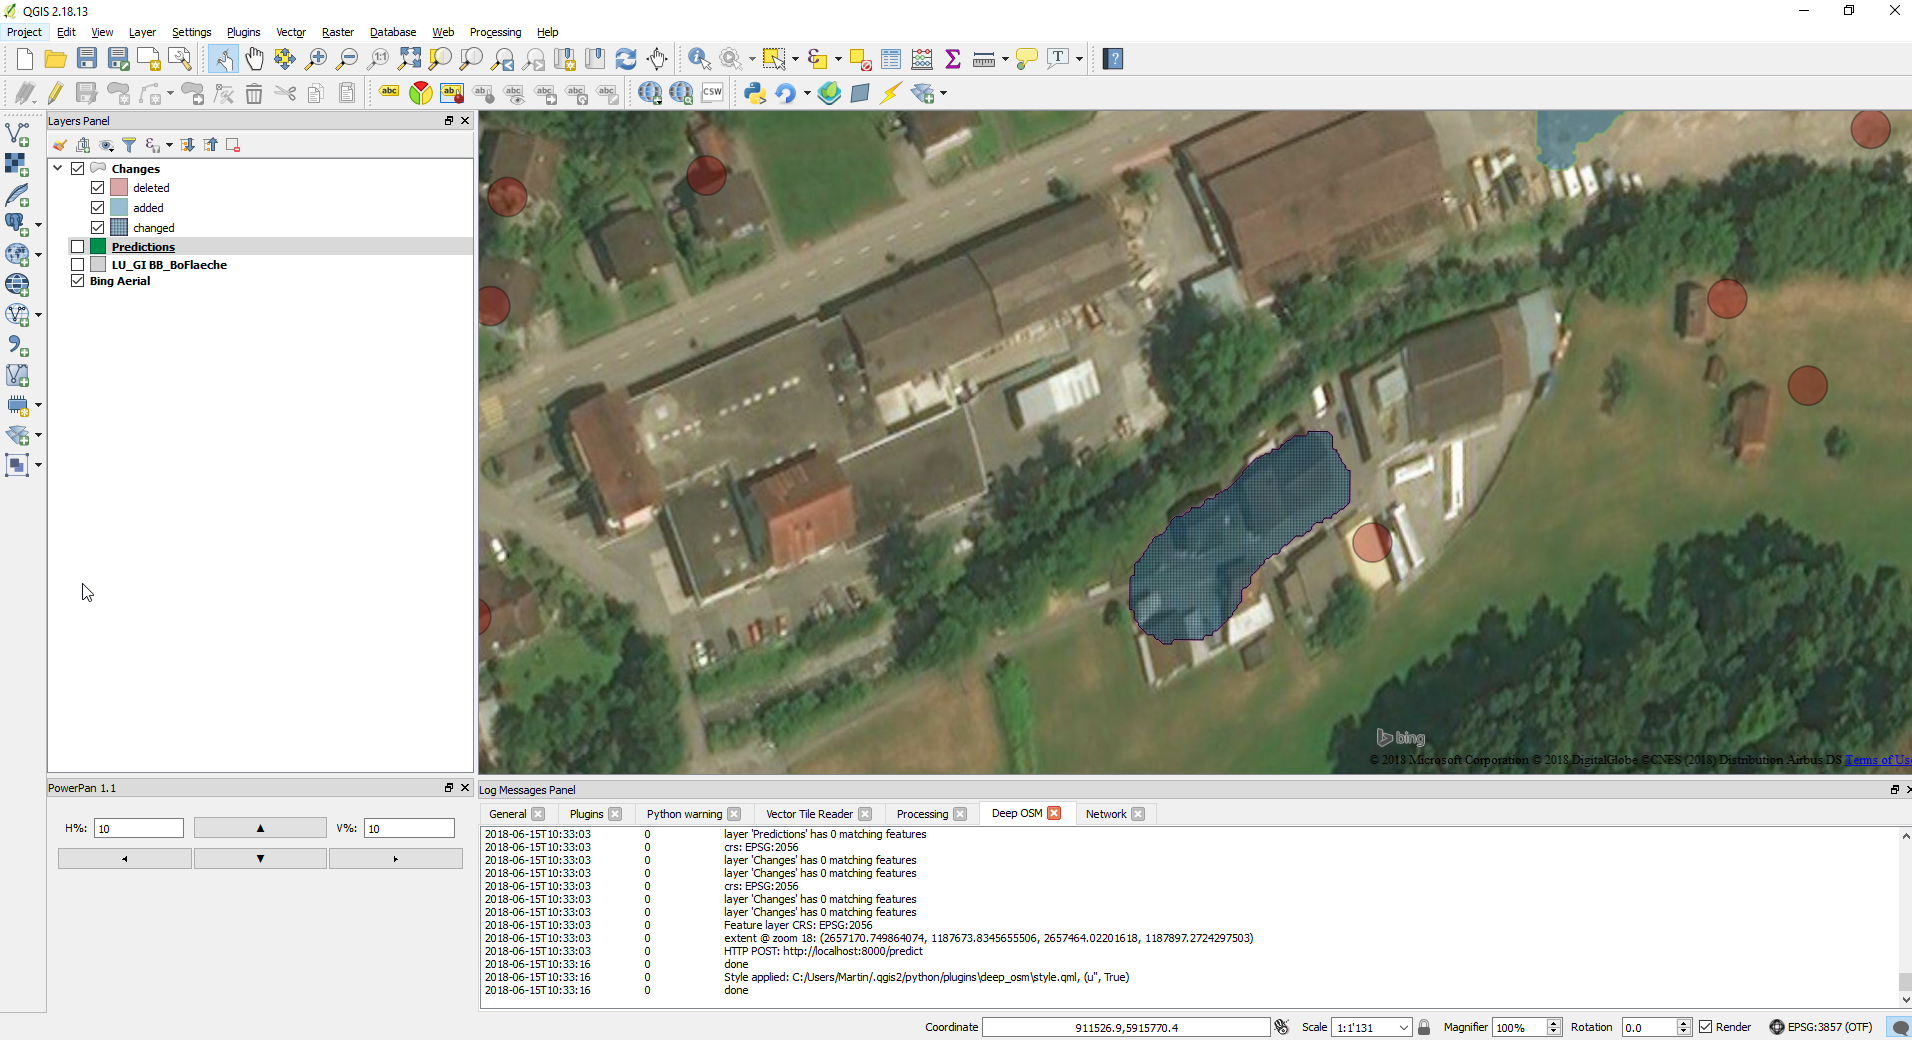 QGIS 2.18.13
Project Edit View Layer Settings Plugins Vector Raster Database Web Processing Help
1:1
T
?
abc abc abc abc abc abc abc CSW
Layers Panel
Changes
deleted
added
changed
Predictions
LU_GI BB_BoFlaeche
Bing Aerial
bing
© 2018 Microsoft Corporation © 2018 DigitalGlobe ©CNES (2018) Distribution Airbus DS Terms of Us
PowerPan 1.1
H%: 10 V%: 10
Log Messages Panel
General Plugins Python warning Vector Tile Reader Processing Deep OSM Network
2018-06-15T10:33:03 0 layer 'Predictions' has 0 matching features
2018-06-15T10:33:03 0 crs: EPSG:2056
2018-06-15T10:33:03 0 layer 'Changes' has 0 matching features
2018-06-15T10:33:03 0 layer 'Changes' has 0 matching features
2018-06-15T10:33:03 0 crs: EPSG:2056
2018-06-15T10:33:03 0 layer 'Changes' has 0 matching features
2018-06-15T10:33:03 0 layer 'Changes' has 0 matching features
2018-06-15T10:33:03 0 Feature layer CRS: EPSG:2056
2018-06-15T10:33:03 0 extent @ zoom 18: (2657170.749864074, 1187673.8345655506, 2657464.02201618, 1187897.2724297503)
2018-06-15T10:33:03 0 HTTP POST: http://localhost:8000/predict
2018-06-15T10:33:16 0 done
2018-06-15T10:33:16 0 Style applied: C:/Users/Martin/.qgis2/python/plugins\deep_osm\style.qml, (u'', True)
2018-06-15T10:33:16 0 done
Coordinate 911526.9,5915770.4 Scale 1:1'131 Magnifier 100% Rotation 0.0 Render EPSG:3857 (OTF)